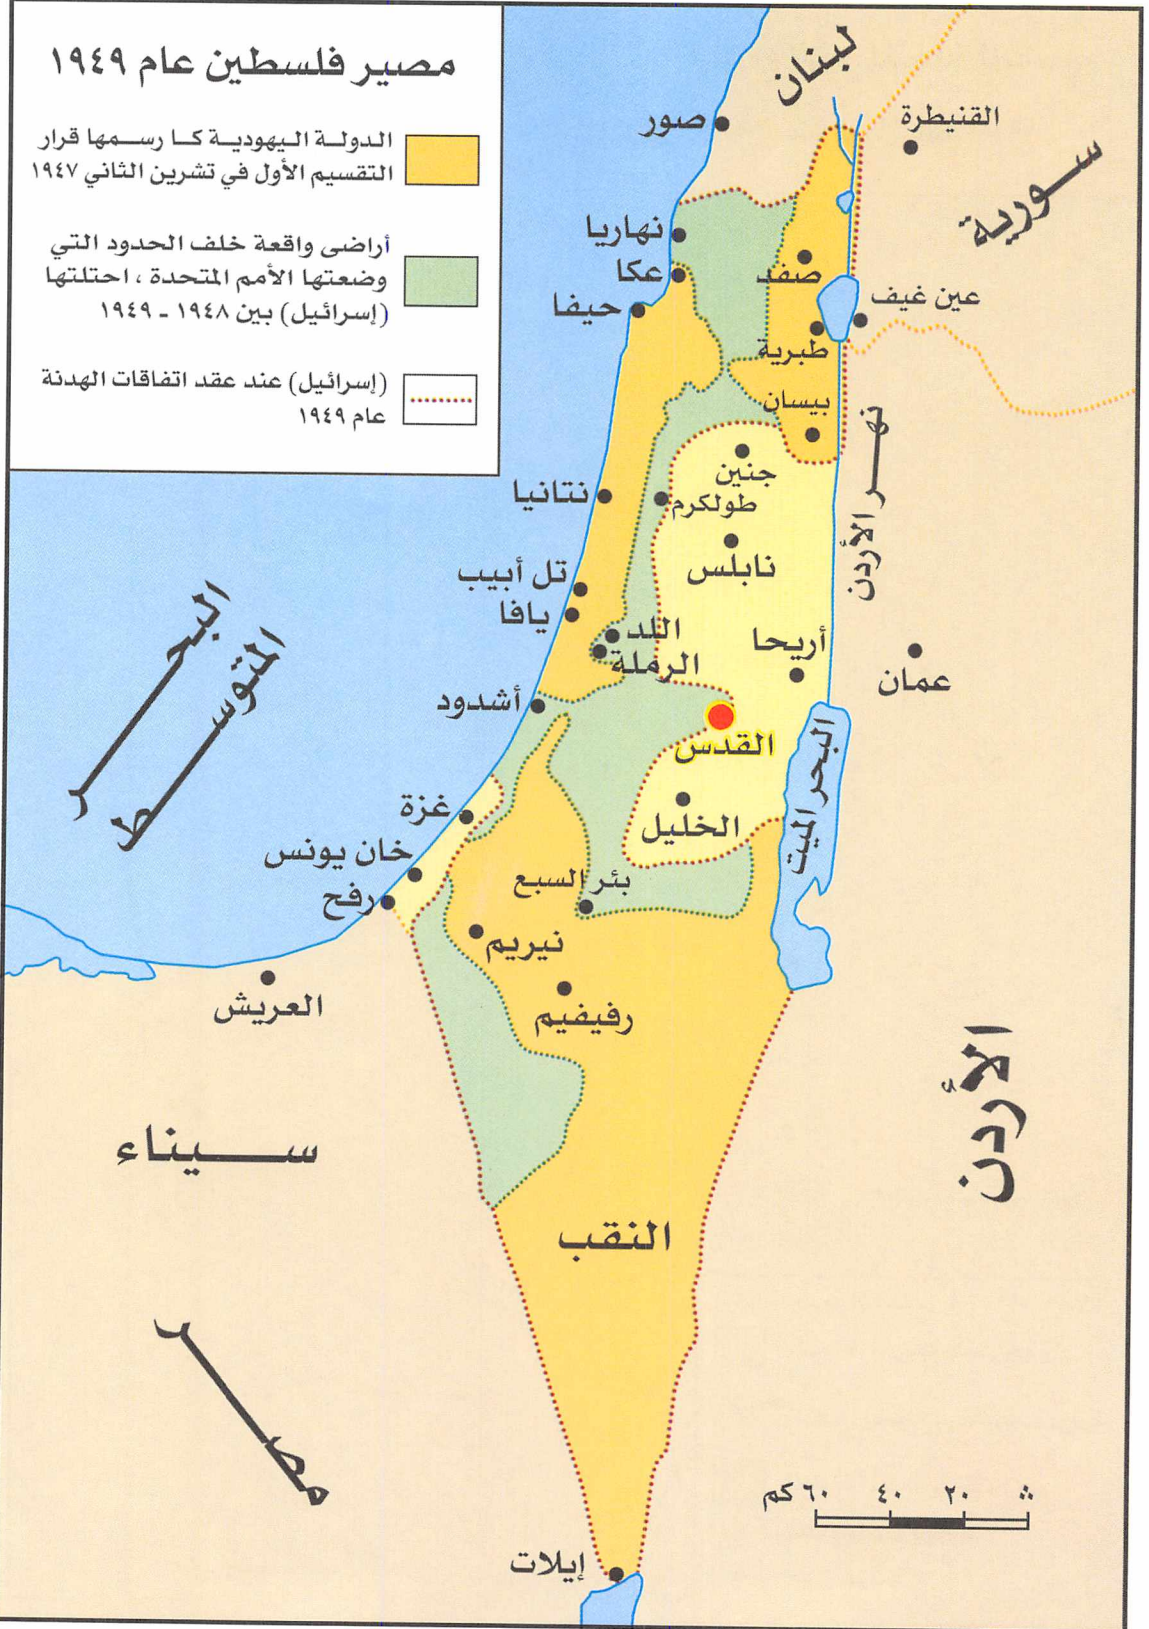 مصير فلسطين عام ١٩٤٩
الدولة اليهودية كا رسمها قرار
التقسيم الأول في تشرين الثاني ١٩٤٧
أراضى واقعة خلف الحدود التي
وضعتها الأمم المتحدة ، احتلتها
(إسرائيل) بين ١٩٤٨ ـ ١٩٤٩
(إسرائيل) عند عقد اتفاقات الهدنة
عام ١٩٤٩
لبنان
صور
القنيطرة
سورية
نهاريا
عكا
صفد
حيفا
عين غيف
طبرية
بيسان
نهر الأردن
جنين
نتانيا
طولكرم
نابلس
تل أبيب
يافا
اللد
الرملة
أريحا
عمان
البحر
المتوسط
أشدود
القدس
البحر الميت
غزة
الخليل
خان يونس
بئر السبع
رفح
نيريم
العريش
رفيفيم
الأردن
سيناء
النقب
مصر
٢٠ ٤٠ ٦٠ كم
إيلات